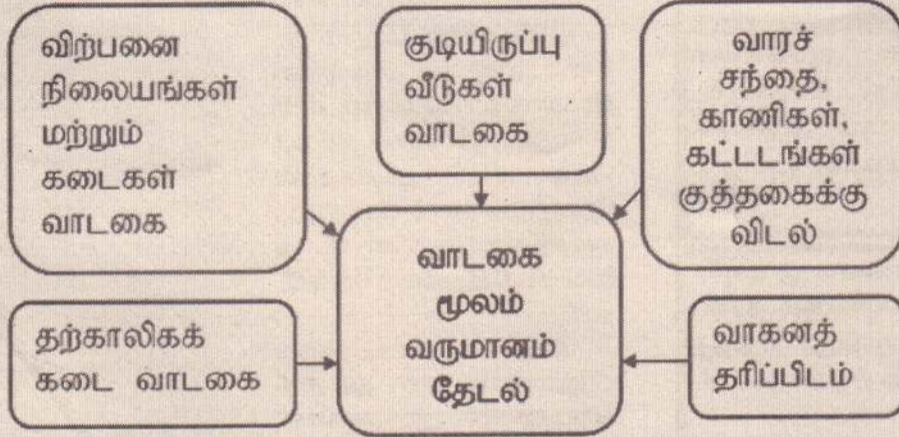 விற்பனை
நிலையங்கள்
மற்றும்
கடைகள்
வாடகை
குடியிருப்பு
வீடுகள்
வாடகை
வாரச்
சந்தை,
காணிகள்,
கட்டடங்கள்
குத்தகைக்கு
விடல்
வாடகை
மூலம்
வருமானம்
தேடல்
தற்காலிகக்
கடை வாடகை
வாகனத்
தரிப்பிடம்